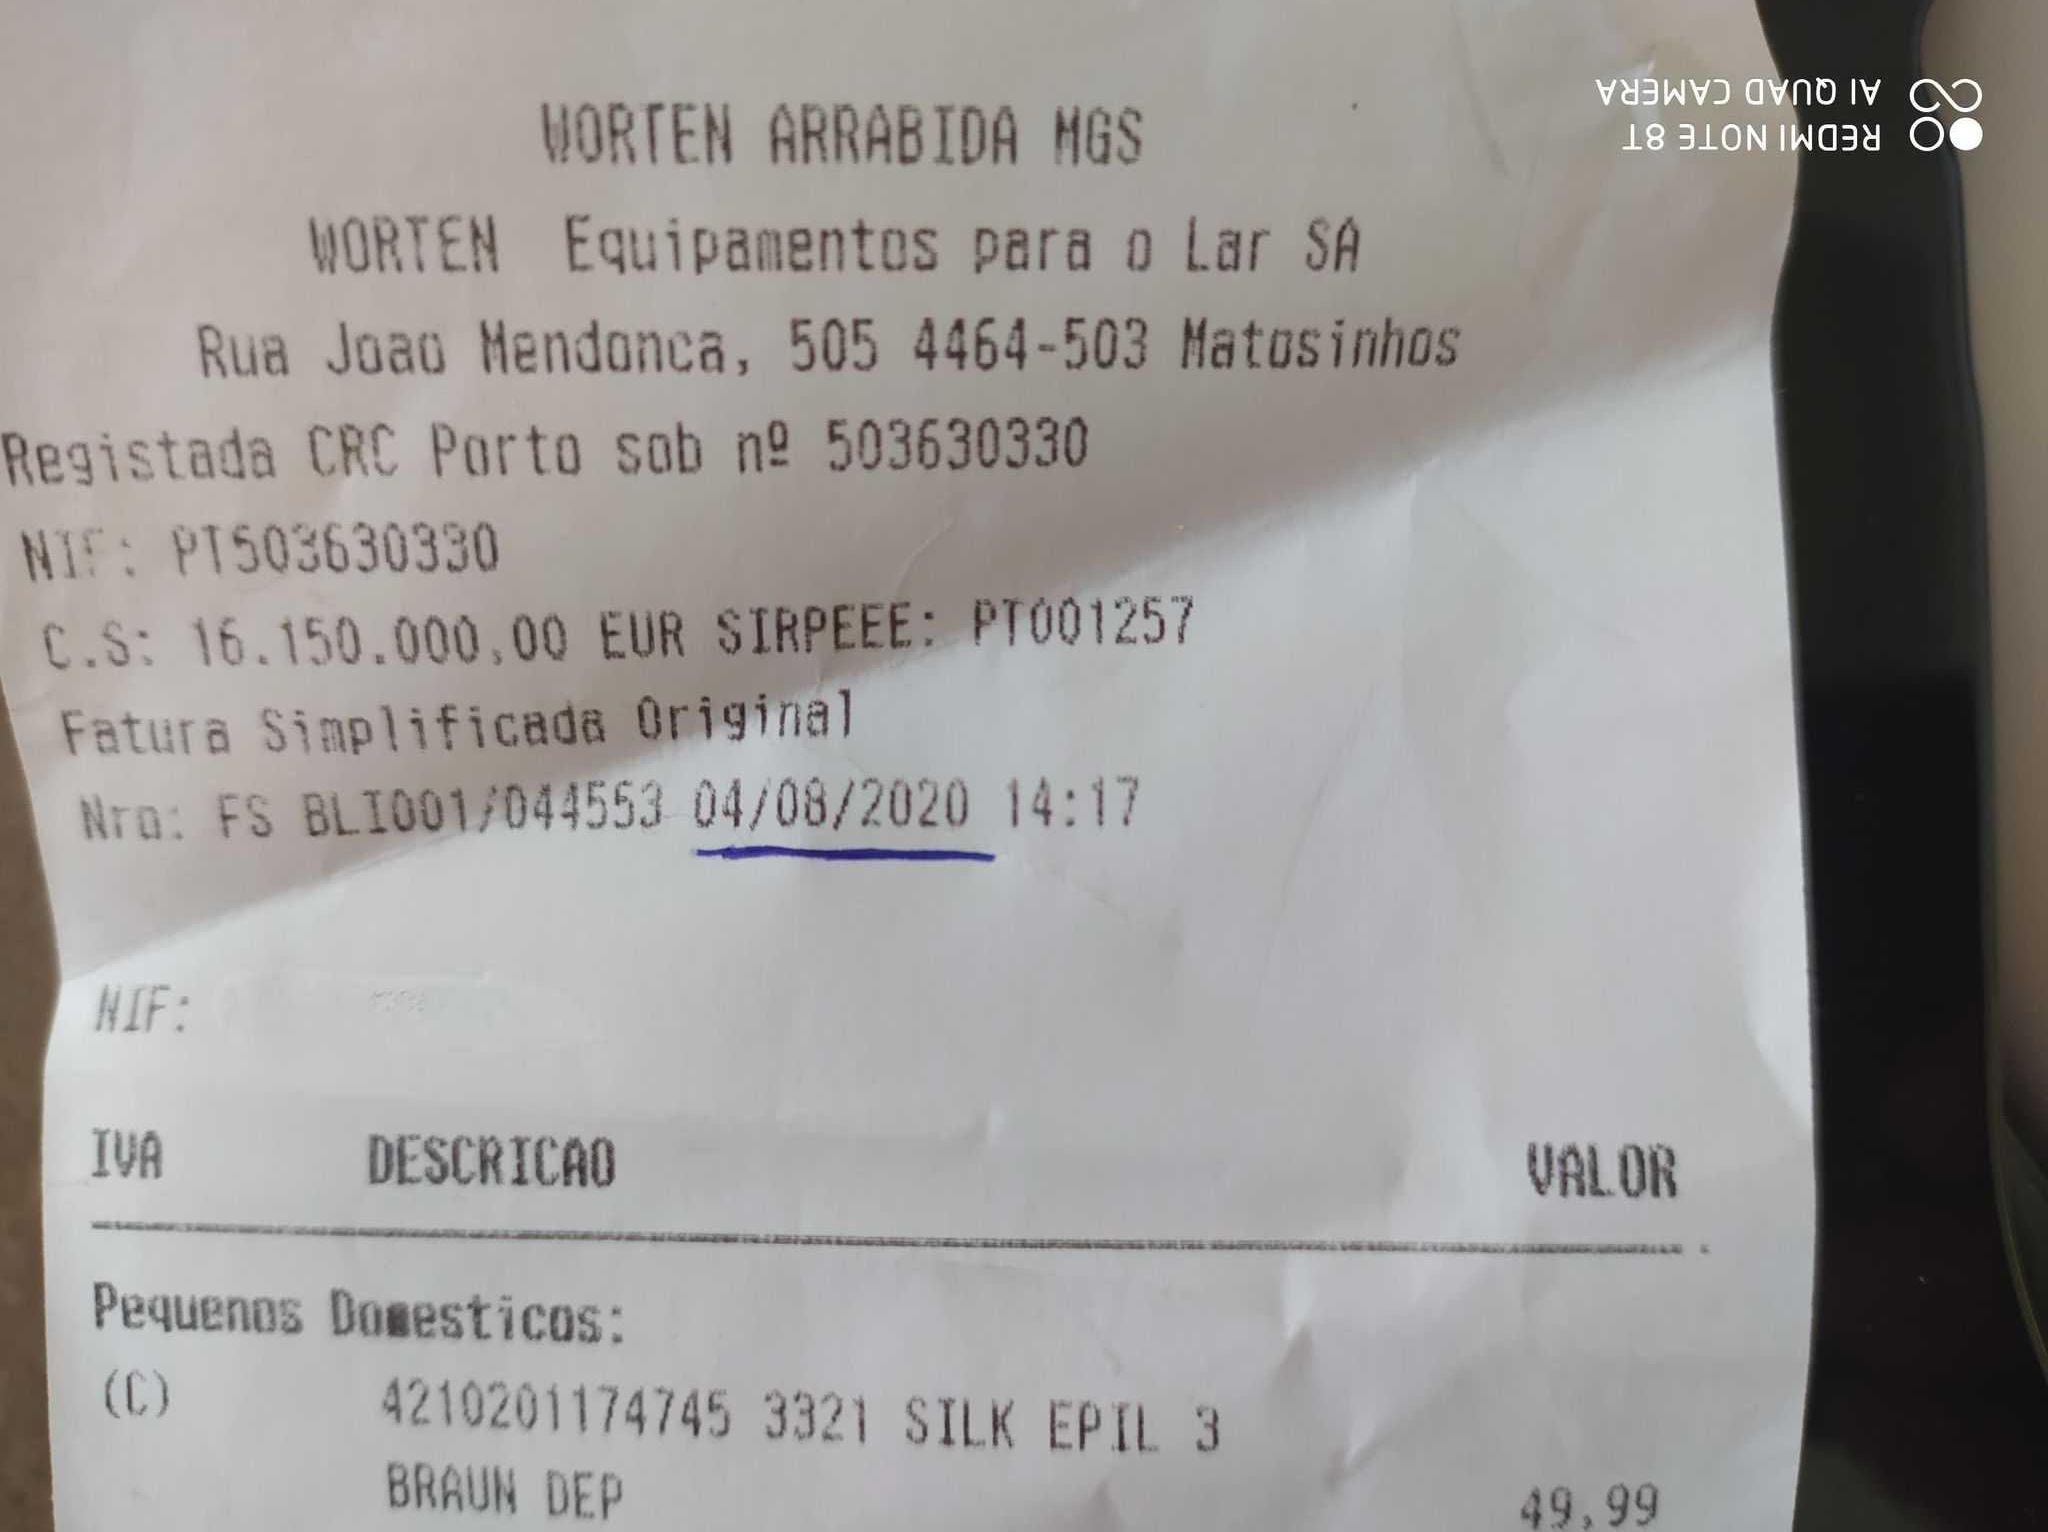 WORTEN ARRABIDA MGS
WORTEN Equipamentos para o Lar SA
Rua Joao Mendonca, 505 4464-503 Matosinhos
Registada CRC Porto sob nº 503630330
NIF: PT503630330
C.S: 16.150.000,00 EUR SIRPEEE: PT001257
Fatura Simplificada Original
Nro: FS BLI001/044553 04/08/2020 14:17
NIF:
IVA DESCRICAO VALOR
Pequenos Domesticos:
(C) 4210201174745 3321 SILK EPIL 3
BRAUN DEP 49,99
REDMI NOTE 8T
AI QUAD CAMERA